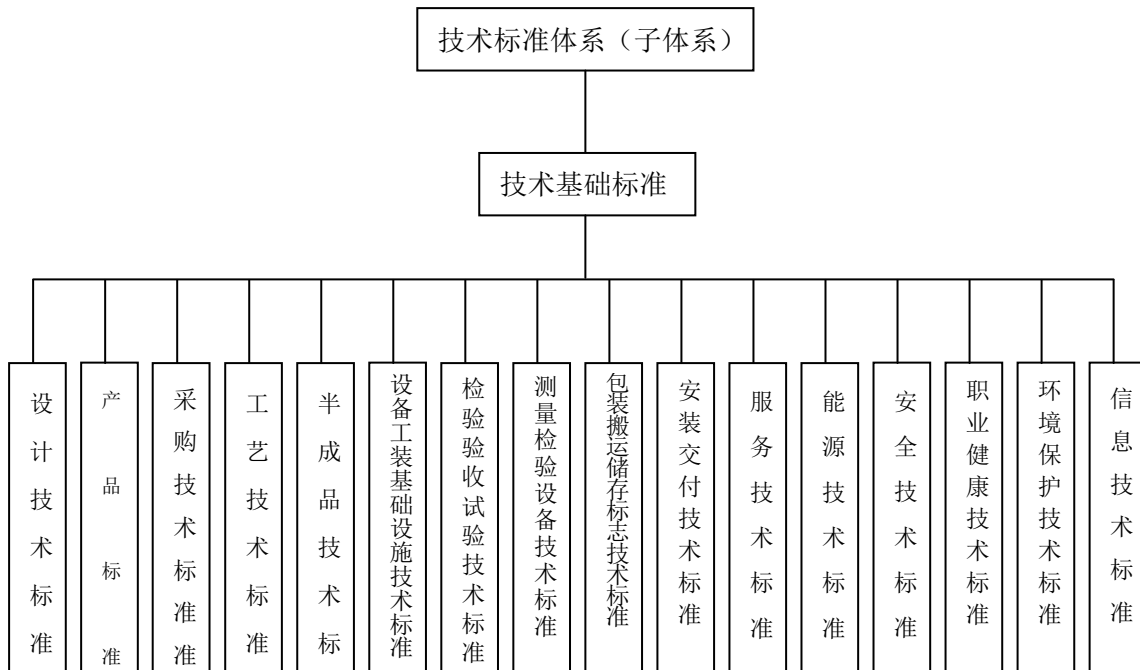 技术标准体系（子体系）
技术基础标准
设计技术标准
产品标准
采购技术标准准
工艺技术标准
半成品技术标
设备工装基础设施技术标准
检验验收试验技术标准
测量检验设备技术标准
包装搬运储存标志技术标准
安装交付技术标准
服务技术标准
能源技术标准
安全技术标准
职业健康技术标准
环境保护技术标准
信息技术标准